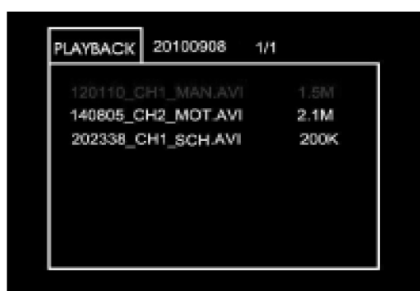 PLAYBACK 20100908 1/1
120110_CH1_MAN.AVI 1.5M
140805_CH2_MOT.AVI 2.1M
202338_CH1_SCH.AVI 200K